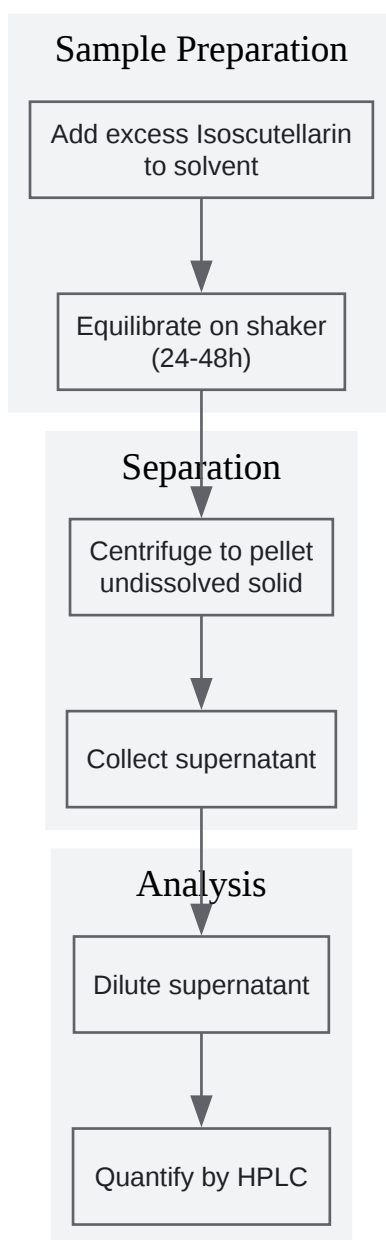 Sample Preparation
Add excess Isoscutellarin
to solvent
Equilibrate on shaker
(24-48h)
Separation
Centrifuge to pellet
undissolved solid
Collect supernatant
Analysis
Dilute supernatant
Quantify by HPLC